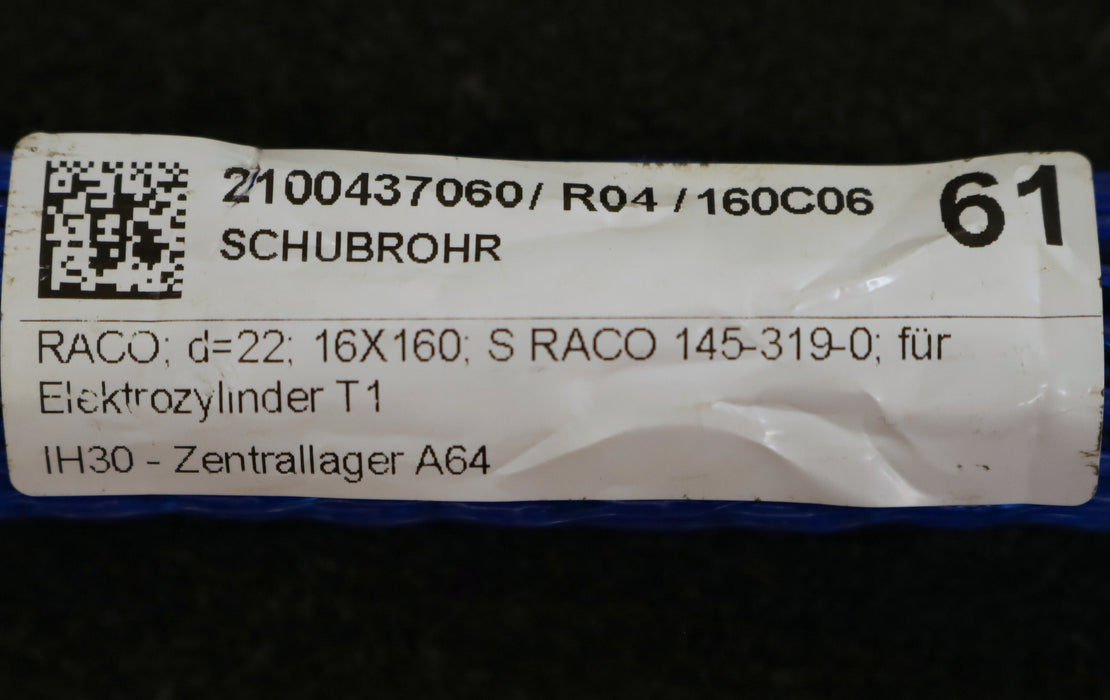 2100437060/ R04 / 160C06 61
SCHUBROHR
RACO; d=22; 16X160; S RACO 145-319-0; für
Elektrozylinder T1
IH30 - Zentrallager A64